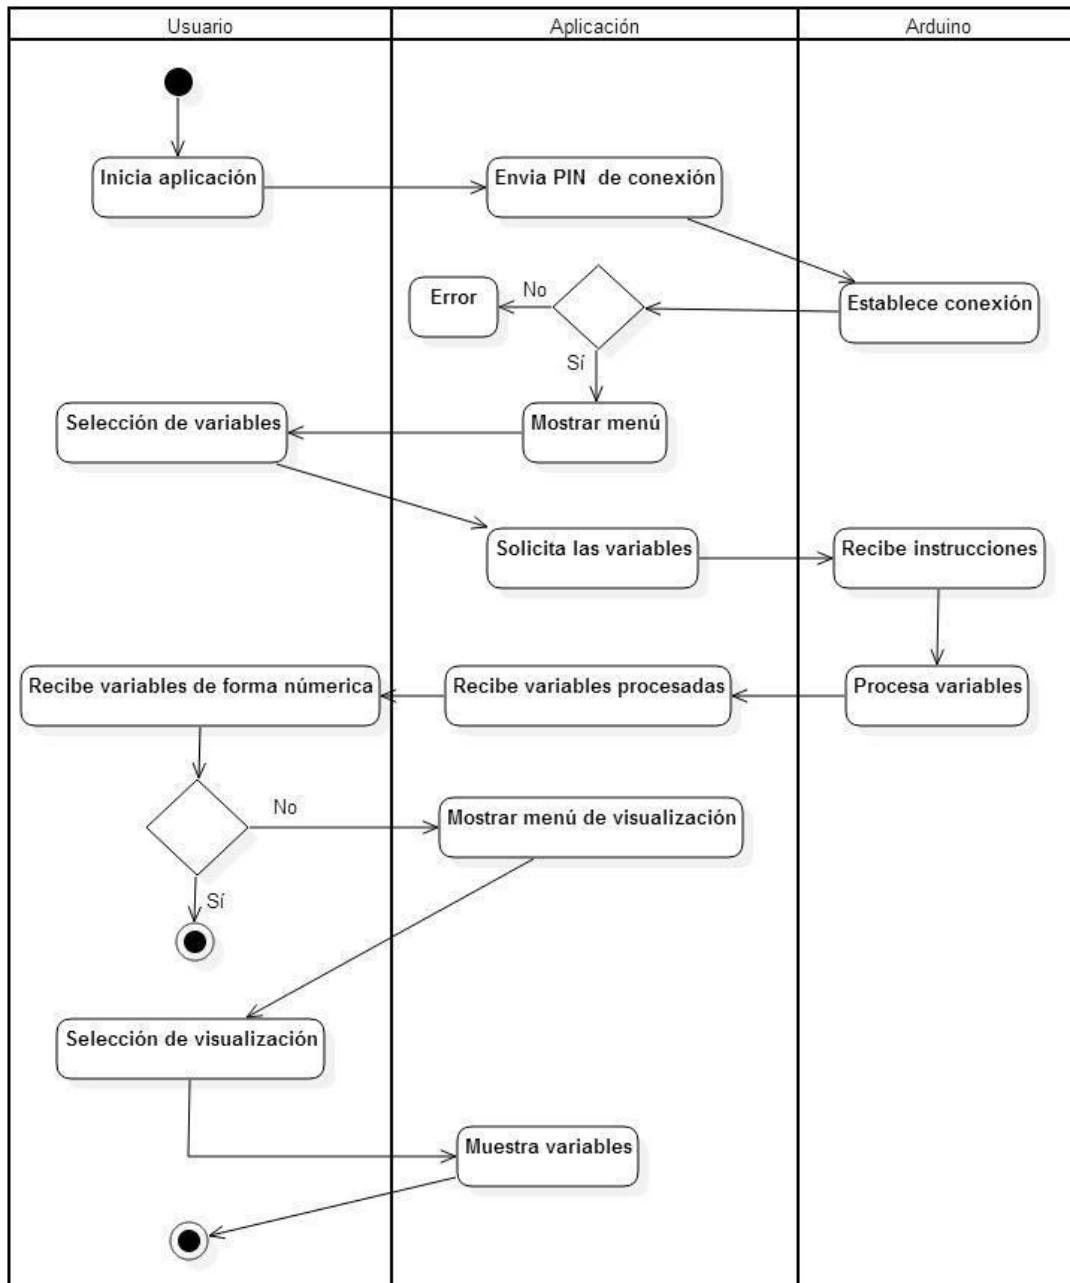 Usuario
Aplicación
Arduino
Inicia aplicación
Envia PIN de conexión
Error
No
Establece conexión
Sí
Selección de variables
Mostrar menú
Solicita las variables
Recibe instrucciones
Recibe variables de forma númerica
Recibe variables procesadas
Procesa variables
No
Mostrar menú de visualización
Sí
Selección de visualización
Muestra variables